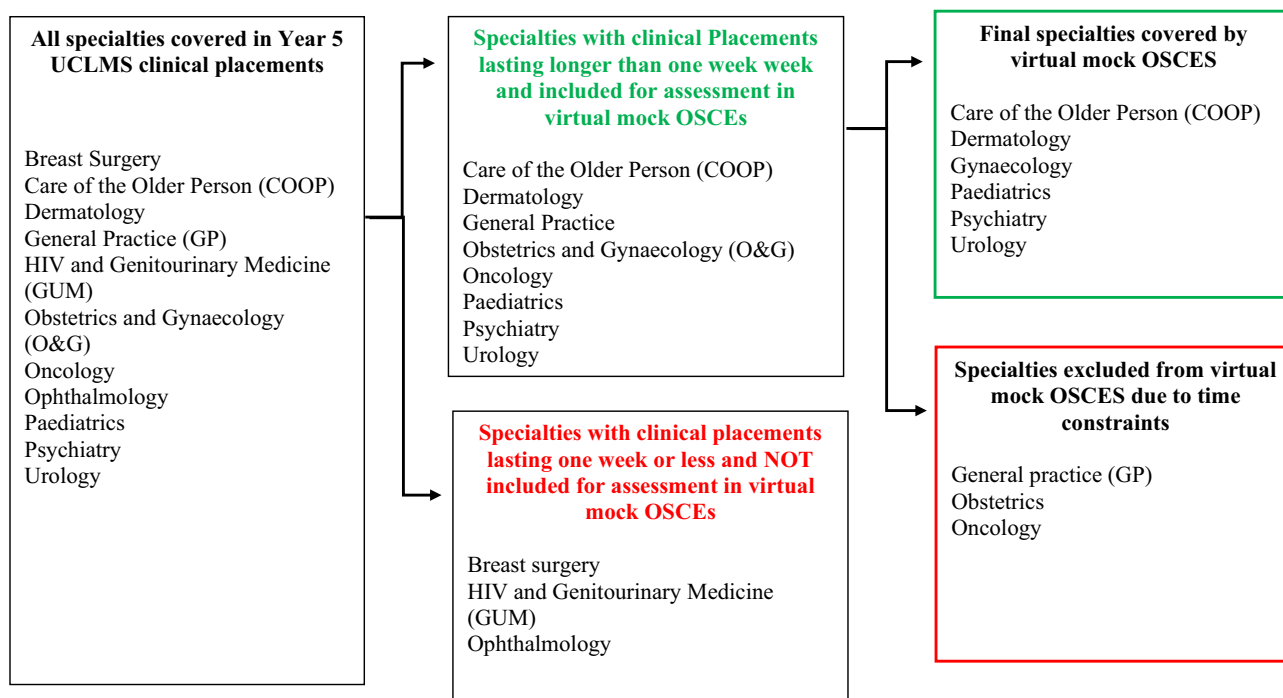 All specialties covered in Year 5
UCLMS clinical placements
Breast Surgery
Care of the Older Person (COOP)
Dermatology
General Practice (GP)
HIV and Genitourinary Medicine
(GUM)
Obstetrics and Gynaecology
(O&G)
Oncology
Ophthalmology
Paediatrics
Psychiatry
Urology
Specialties with clinical Placements
lasting longer than one week week
and included for assessment in
virtual mock OSCEs
Care of the Older Person (COOP)
Dermatology
General Practice
Obstetrics and Gynaecology (O&G)
Oncology
Paediatrics
Psychiatry
Urology
Specialties with clinical placements
lasting one week or less and NOT
included for assessment in virtual
mock OSCEs
Breast surgery
HIV and Genitourinary Medicine
(GUM)
Ophthalmology
Final specialties covered by
virtual mock OSCES
Care of the Older Person (COOP)
Dermatology
Gynaecology
Paediatrics
Psychiatry
Urology
Specialties excluded from virtual
mock OSCES due to time
constraints
General practice (GP)
Obstetrics
Oncology